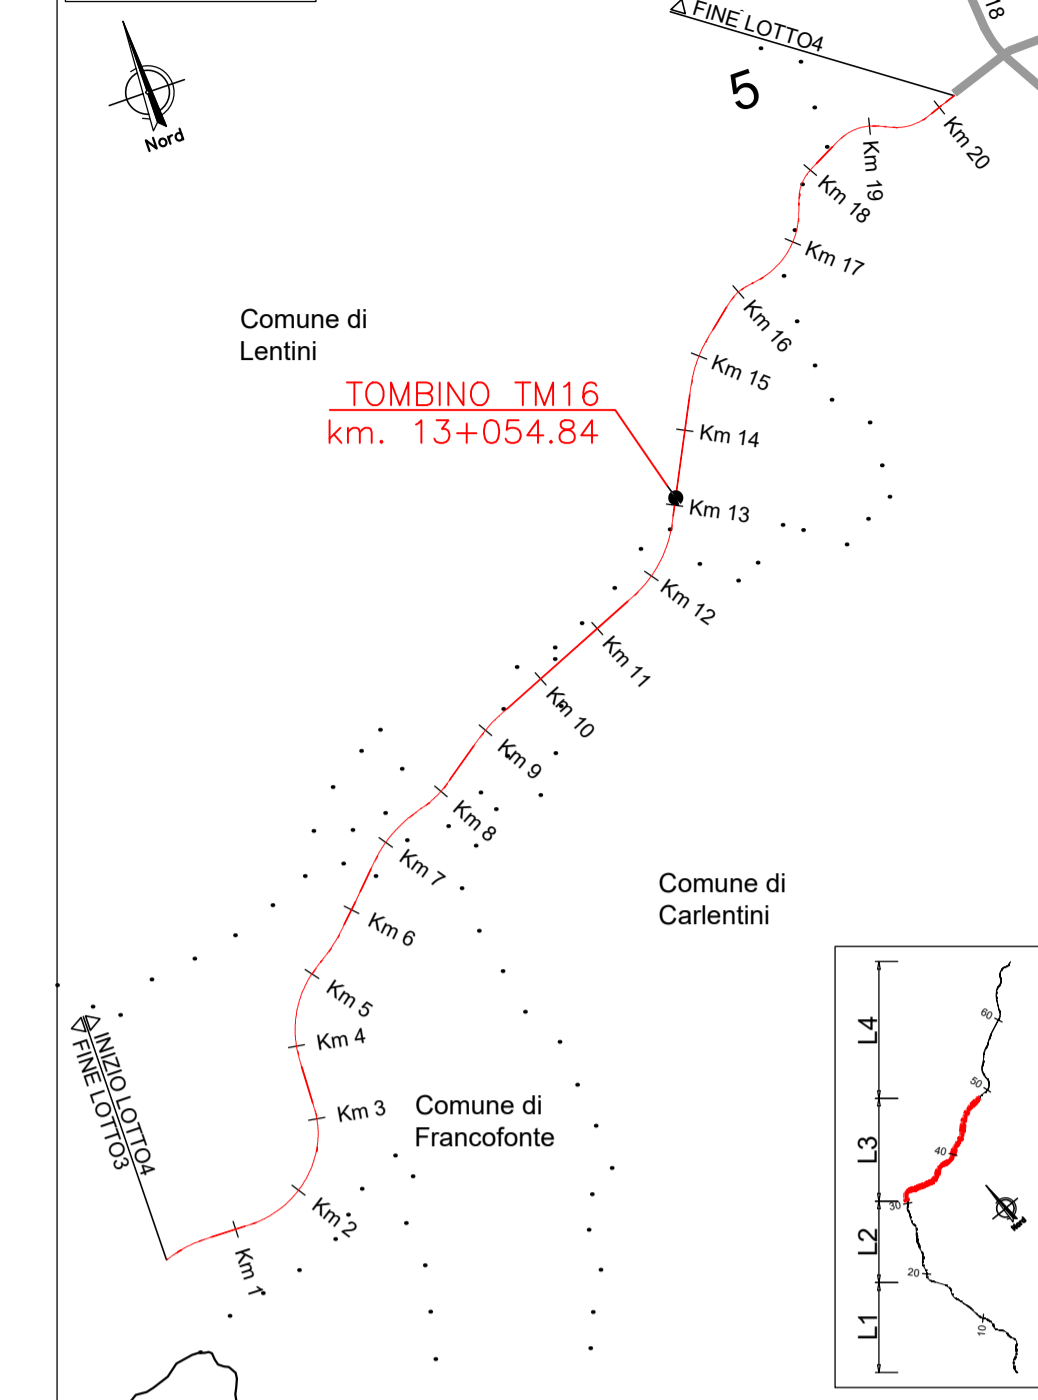 FINE LOTTO4
18
5
Nord
Km 20
Km 19
Km 18
Km 17
Km 16
Comune di
Lentini
Km 15
TOMBINO TM16
km. 13+054.84
Km 14
Km 13
Km 12
Km 11
Km 10
Km 9
Km 8
Km 7
Comune di
Carlentini
Km 6
Km 5
Km 4
INIZIO LOTTO4
FINE LOTTO3
Km 3
Comune di
Francofonte
Km 2
Km 1
L4
60
50
L3
40
30
Nord
L2
20
L1
10